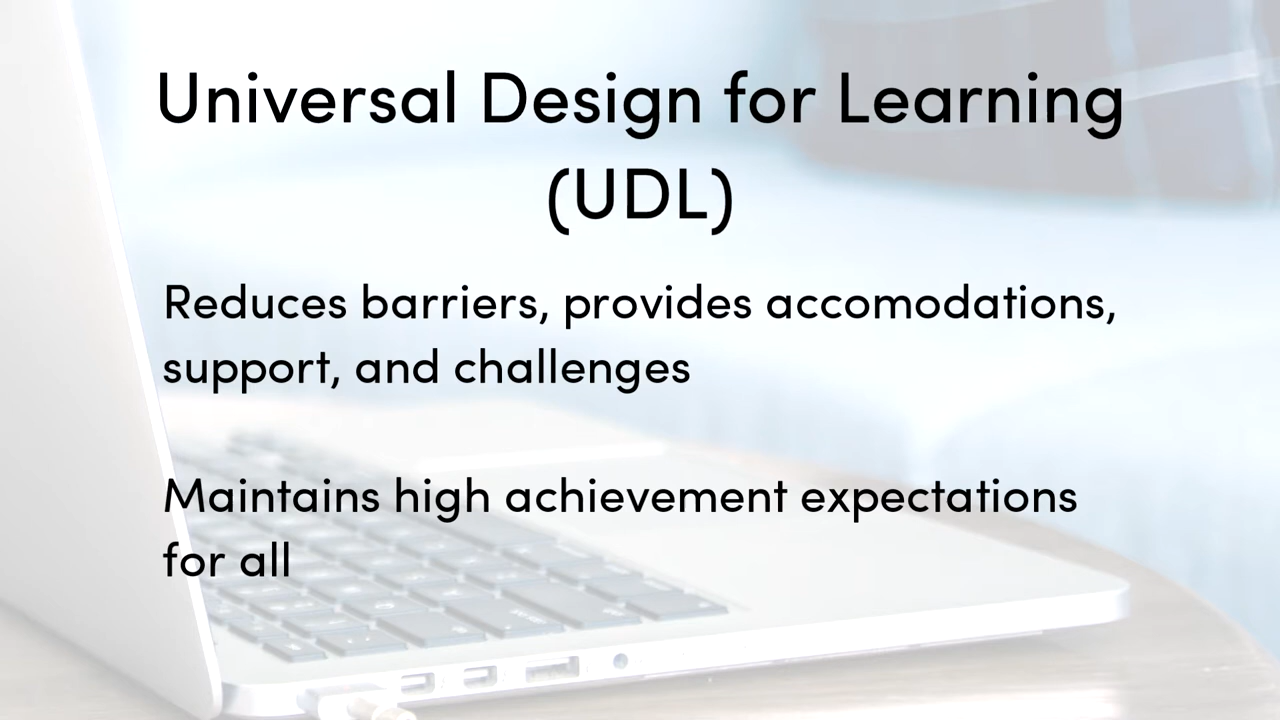 Universal Design for Learning
(UDL)
Reduces barriers, provides accomodations,
support, and challenges
Maintains high achievement expectations
for all